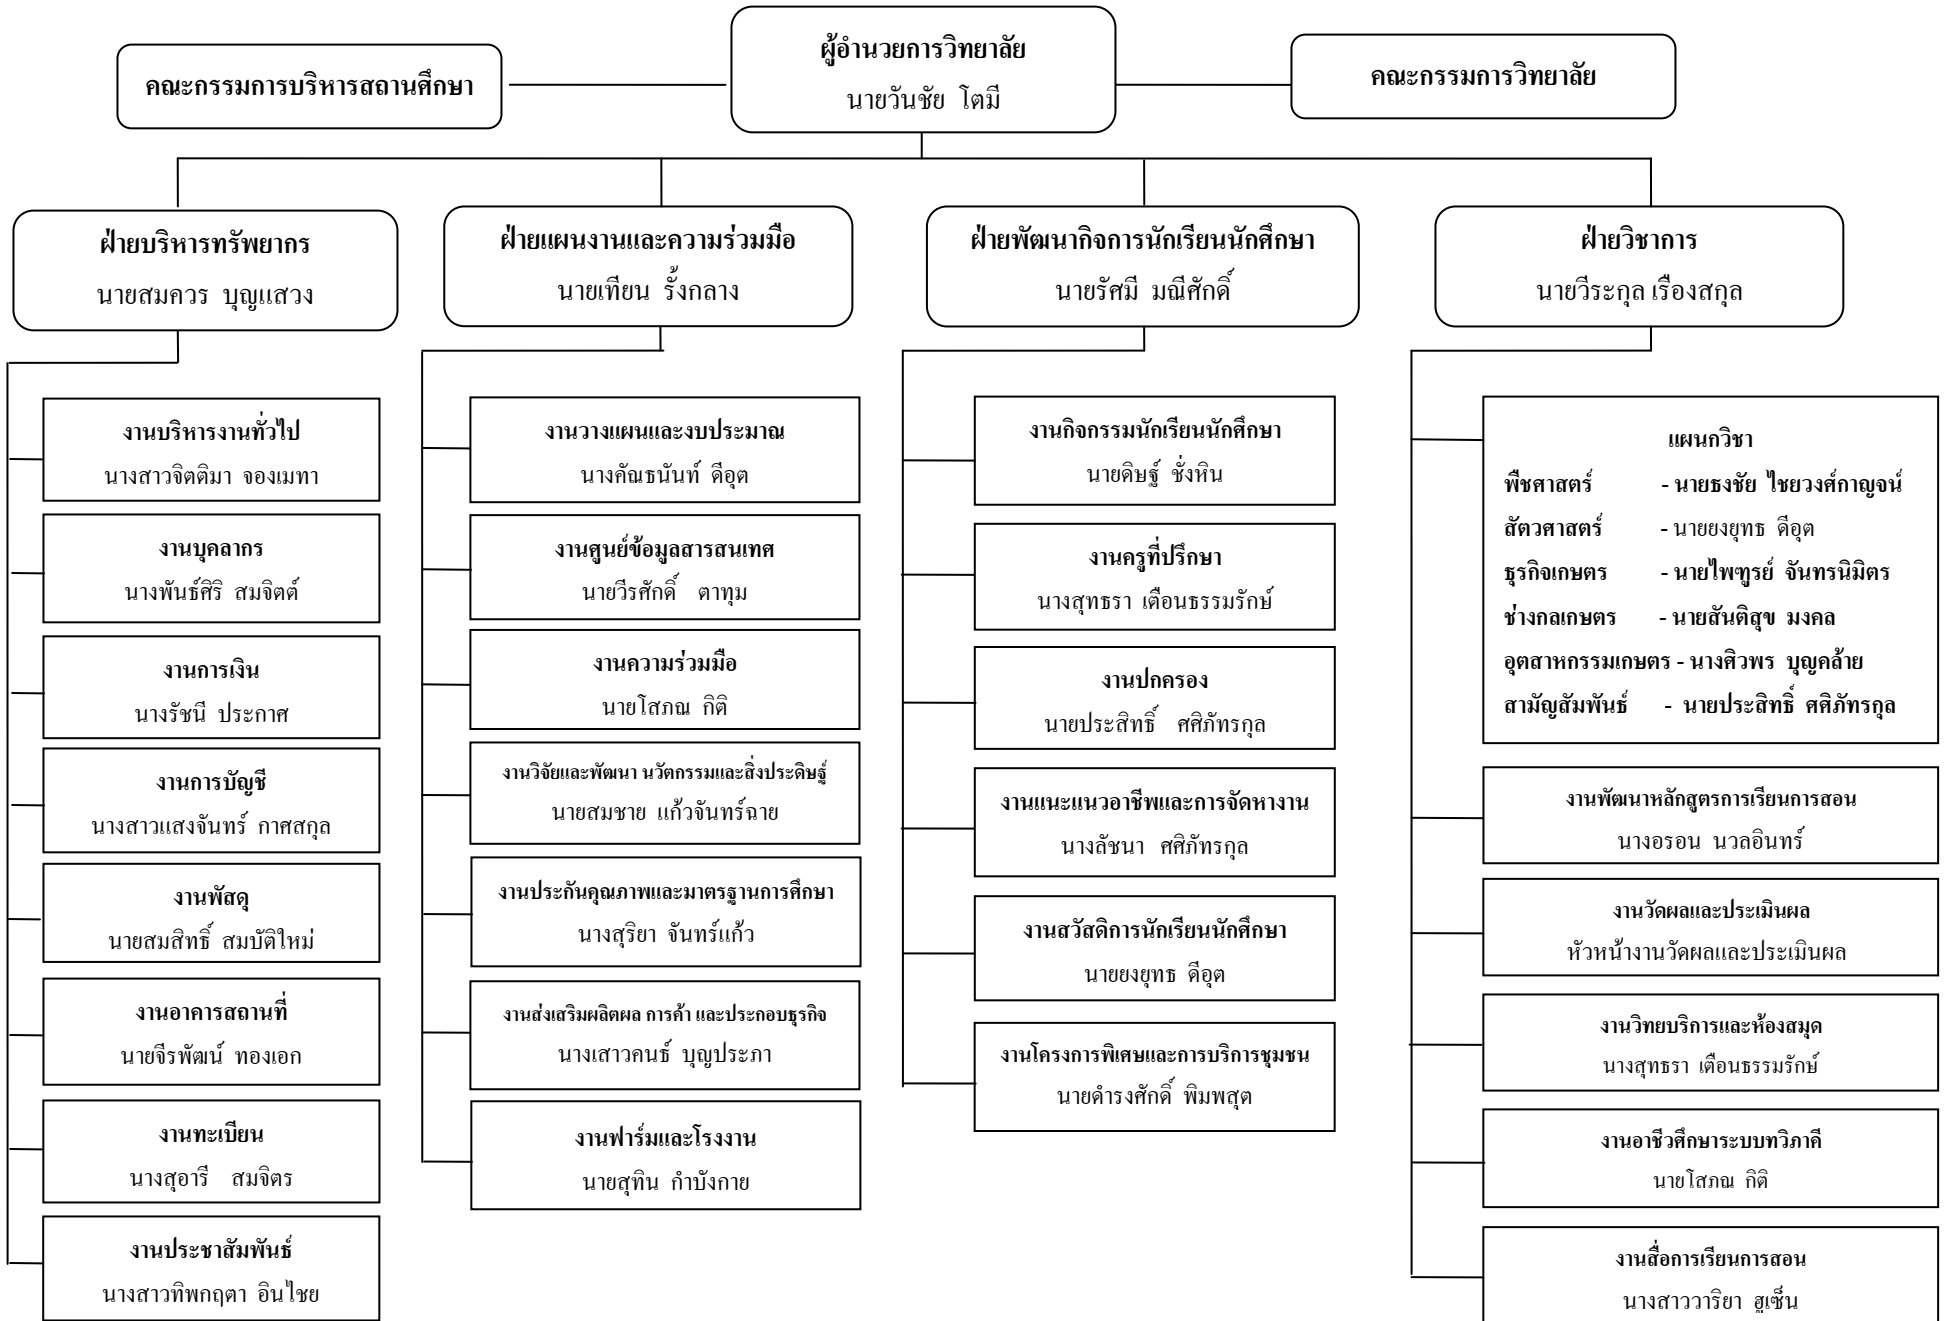 ผู้อำนวยการวิทยาลัย
นายวันชัย โตมี
คณะกรรมการบริหารสถานศึกษา
คณะกรรมการวิทยาลัย
ฝ่ายบริหารทรัพยากร
นายสมควร บุญแสวง
ฝ่ายแผนงานและความร่วมมือ
นายเทียน รั้งกลาง
ฝ่ายพัฒนากิจการนักเรียนนักศึกษา
นายรัศมี มณีศักดิ์
ฝ่ายวิชาการ
นายวีระกุล เรืองสกุล
งานบริหารงานทั่วไป
นางสาวจิตติมา จองเมทา
งานบุคลากร
นางพันธ์ศิริ สมจิตต์
งานการเงิน
นางรัชนี ประกาศ
งานการบัญชี
นางสาวแสงจันทร์ กาศสกุล
งานพัสดุ
นายสมสิทธิ์ สมบัติใหม่
งานอาคารสถานที่
นายจีรพัฒน์ ทองเอก
งานทะเบียน
นางสุอารี สมจิตร
งานประชาสัมพันธ์
นางสาวทิพกฤตา อินไชย
งานวางแผนและงบประมาณ
นางคัณธนันท์ ดีอุต
งานศูนย์ข้อมูลสารสนเทศ
นายวีรศักดิ์ ตาทุม
งานความร่วมมือ
นายโสภณ กิติ
งานวิจัยและพัฒนา นวัตกรรมและสิ่งประดิษฐ์
นายสมชาย แก้วจันทร์ฉาย
งานประกันคุณภาพและมาตรฐานการศึกษา
นางสุริยา จันทร์แก้ว
งานส่งเสริมผลิตผล การค้า และประกอบธุรกิจ
นางเสาวคนธ์ บุญประภา
งานฟาร์มและโรงงาน
นายสุทิน กำบังกาย
งานกิจกรรมนักเรียนนักศึกษา
นายดิษฐ์ ชั่งหิน
งานครูที่ปรึกษา
นางสุทธรา เตือนธรรมรักษ์
งานปกครอง
นายประสิทธิ์ ศศิภัทรกุล
งานแนะแนวอาชีพและการจัดหางาน
นางลัชนา ศศิภัทรกุล
งานสวัสดิการนักเรียนนักศึกษา
นายยงยุทธ ดีอุต
งานโครงการพิเศษและการบริการชุมชน
นายดำรงศักดิ์ พิมพสุต
แผนกวิชา
พืชศาสตร์ - นายธงชัย ไชยวงศ์กาญจน์
สัตวศาสตร์ - นายยงยุทธ ดีอุต
ธุรกิจเกษตร - นายไพฑูรย์ จันทรนิมิตร
ช่างกลเกษตร - นายสันติสุข มงคล
อุตสาหกรรมเกษตร - นางศิวพร บุญคล้าย
สามัญสัมพันธ์ - นายประสิทธิ์ ศศิภัทรกุล
งานพัฒนาหลักสูตรการเรียนการสอน
นางอรอน นวลอินทร์
งานวัดผลและประเมินผล
หัวหน้างานวัดผลและประเมินผล
งานวิทยบริการและห้องสมุด
นางสุทธรา เตือนธรรมรักษ์
งานอาชีวศึกษาระบบทวิภาคี
นายโสภณ กิติ
งานสื่อการเรียนการสอน
นางสาววาริยา ฮูเซ็น